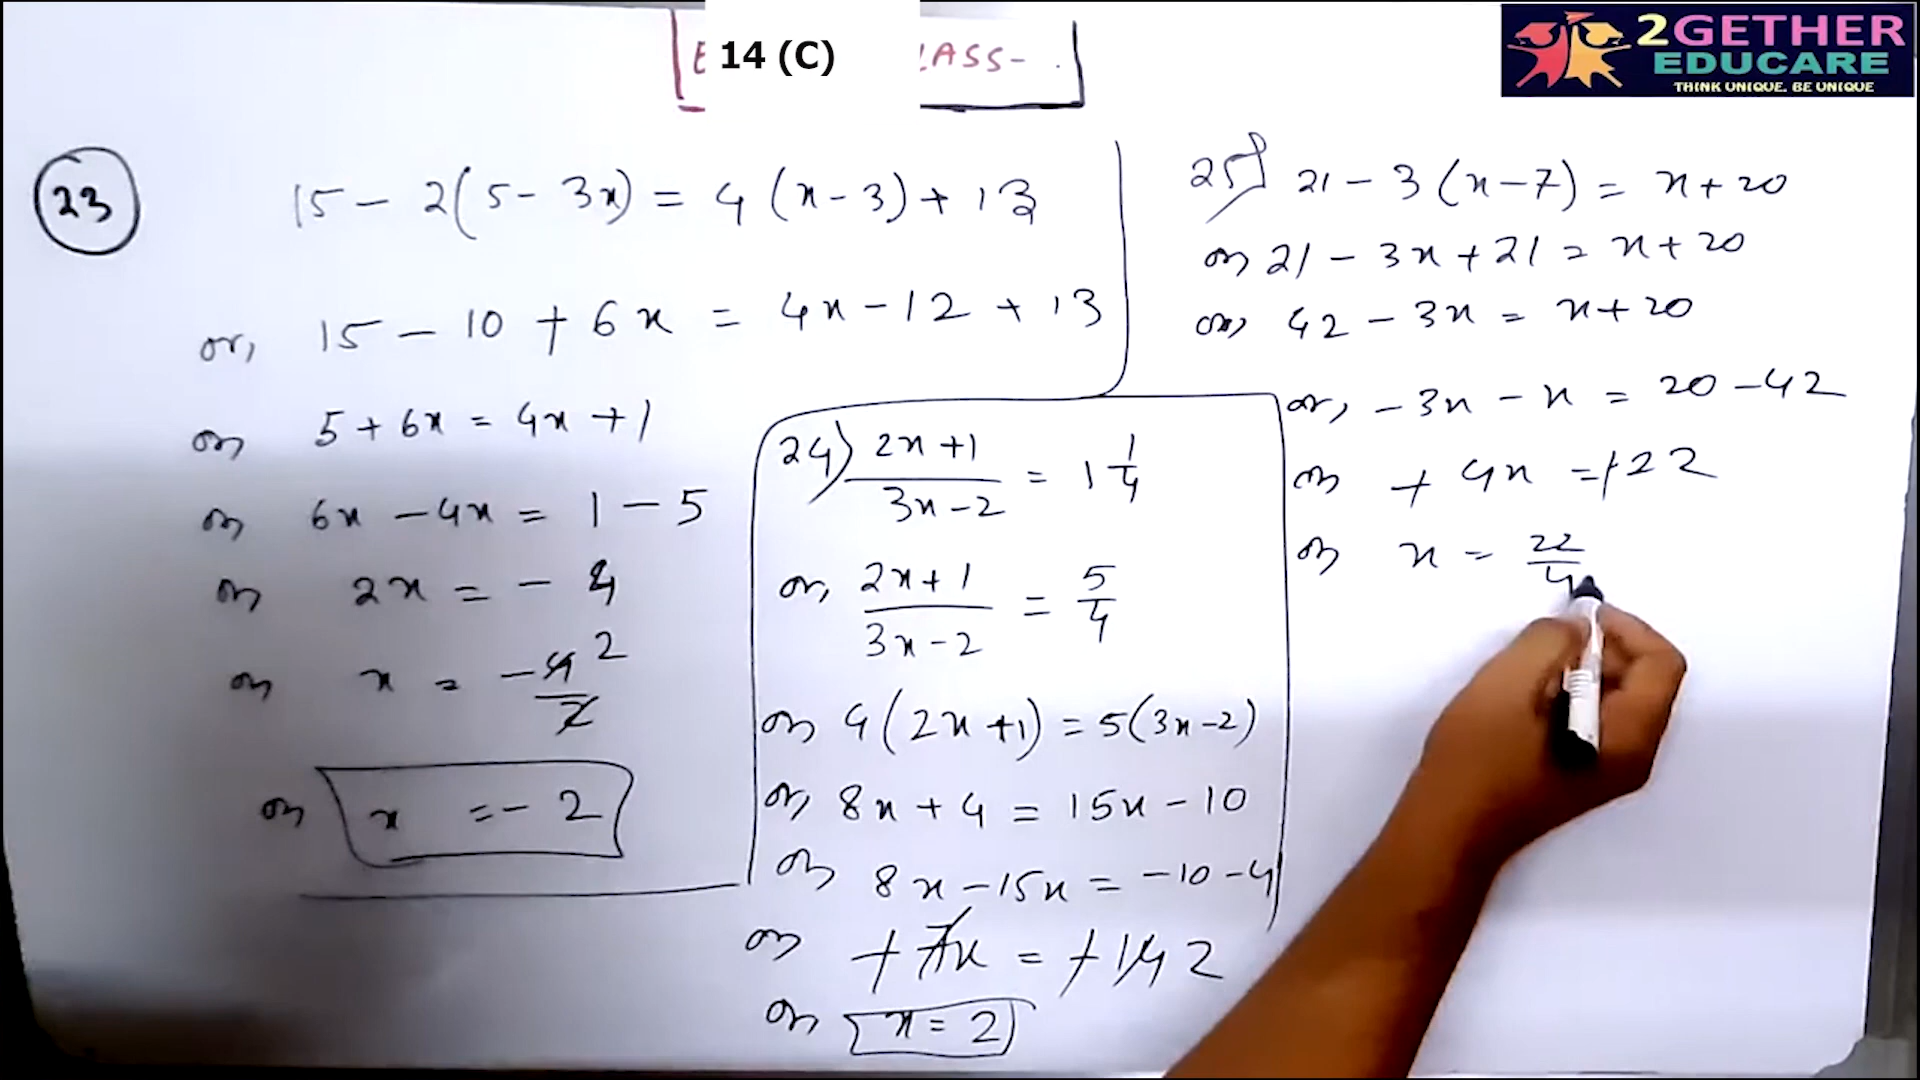 E 14 (C) LASS-
2GETHER
EDUCARE
THINK UNIQUE. BE UNIQUE
23
15 - 2(5 - 3x) = 4(x - 3) + 13
or, 15 - 10 + 6x = 4x - 12 + 13
or 5 + 6x = 4x + 1
or 6x - 4x = 1 - 5
or 2x = - 4
or x = -4/2 2
or x = - 2
24) 2x + 1 / 3x - 2 = 1 1/4
or, 2x + 1 / 3x - 2 = 5/4
or 4(2x + 1) = 5(3x - 2)
or, 8x + 4 = 15x - 10
or 8x - 15x = -10 - 4
or + 7x = + 14 2
or x = 2
25) 21 - 3(x - 7) = x + 20
or 21 - 3x + 21 = x + 20
or, 42 - 3x = x + 20
or, - 3x - x = 20 - 42
or + 4x = + 22
or x = 22/4